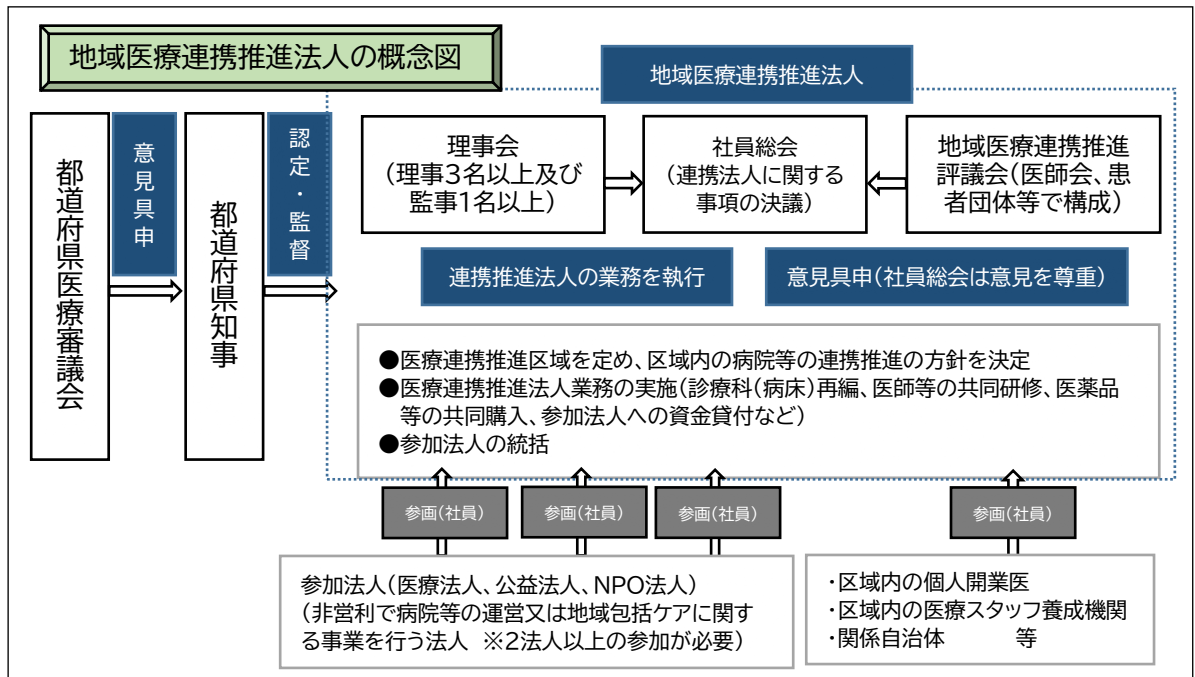 地域医療連携推進法人の概念図
地域医療連携推進法人
都道府県医療審議会
意見具申
都道府県知事
認定・監督
理事会
(理事3名以上及び
監事1名以上)
社員総会
(連携法人に関する
事項の決議)
地域医療連携推進
評議会(医師会、患
者団体等で構成)
連携推進法人の業務を執行
意見具申(社員総会は意見を尊重)
●医療連携推進区域を定め、区域内の病院等の連携推進の方針を決定
●医療連携推進法人業務の実施(診療科(病床)再編、医師等の共同研修、医薬品
等の共同購入、参加法人への資金貸付など)
●参加法人の統括
参画(社員)
参画(社員)
参画(社員)
参画(社員)
参加法人(医療法人、公益法人、NPO法人)
(非営利で病院等の運営又は地域包括ケアに関す
る事業を行う法人 ※2法人以上の参加が必要)
・区域内の個人開業医
・区域内の医療スタッフ養成機関
・関係自治体 等